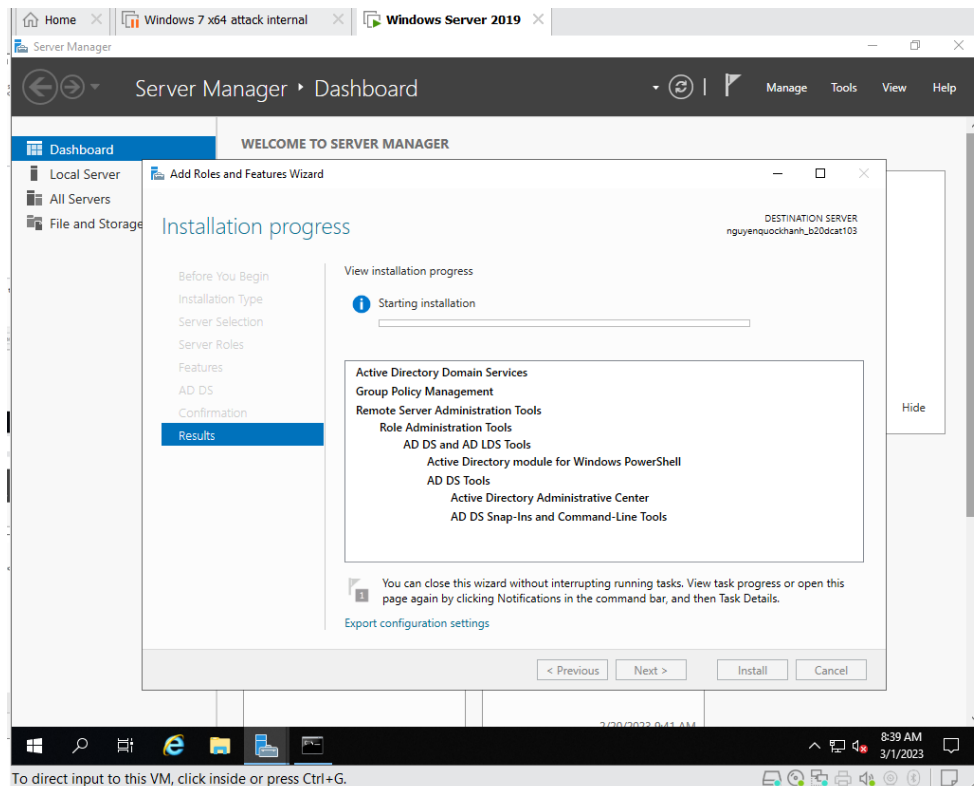 Home
Windows 7 x64 attack internal
Windows Server 2019
Server Manager
Server Manager • Dashboard
Manage
Tools
View
Help
Dashboard
Local Server
All Servers
File and Storage
WELCOME TO SERVER MANAGER
Add Roles and Features Wizard
Installation progress
DESTINATION SERVER
nguyenquockhanh_b20dcat103
Before You Begin
Installation Type
Server Selection
Server Roles
Features
AD DS
Confirmation
Results
View installation progress
Starting installation
Active Directory Domain Services
Group Policy Management
Remote Server Administration Tools
Role Administration Tools
AD DS and AD LDS Tools
Active Directory module for Windows PowerShell
AD DS Tools
Active Directory Administrative Center
AD DS Snap-Ins and Command-Line Tools
1
You can close this wizard without interrupting running tasks. View task progress or open this
page again by clicking Notifications in the command bar, and then Task Details.
Export configuration settings
< Previous
Next >
Install
Cancel
Hide
2/20/2023 9:41 AM
8:39 AM
3/1/2023
To direct input to this VM, click inside or press Ctrl+G.